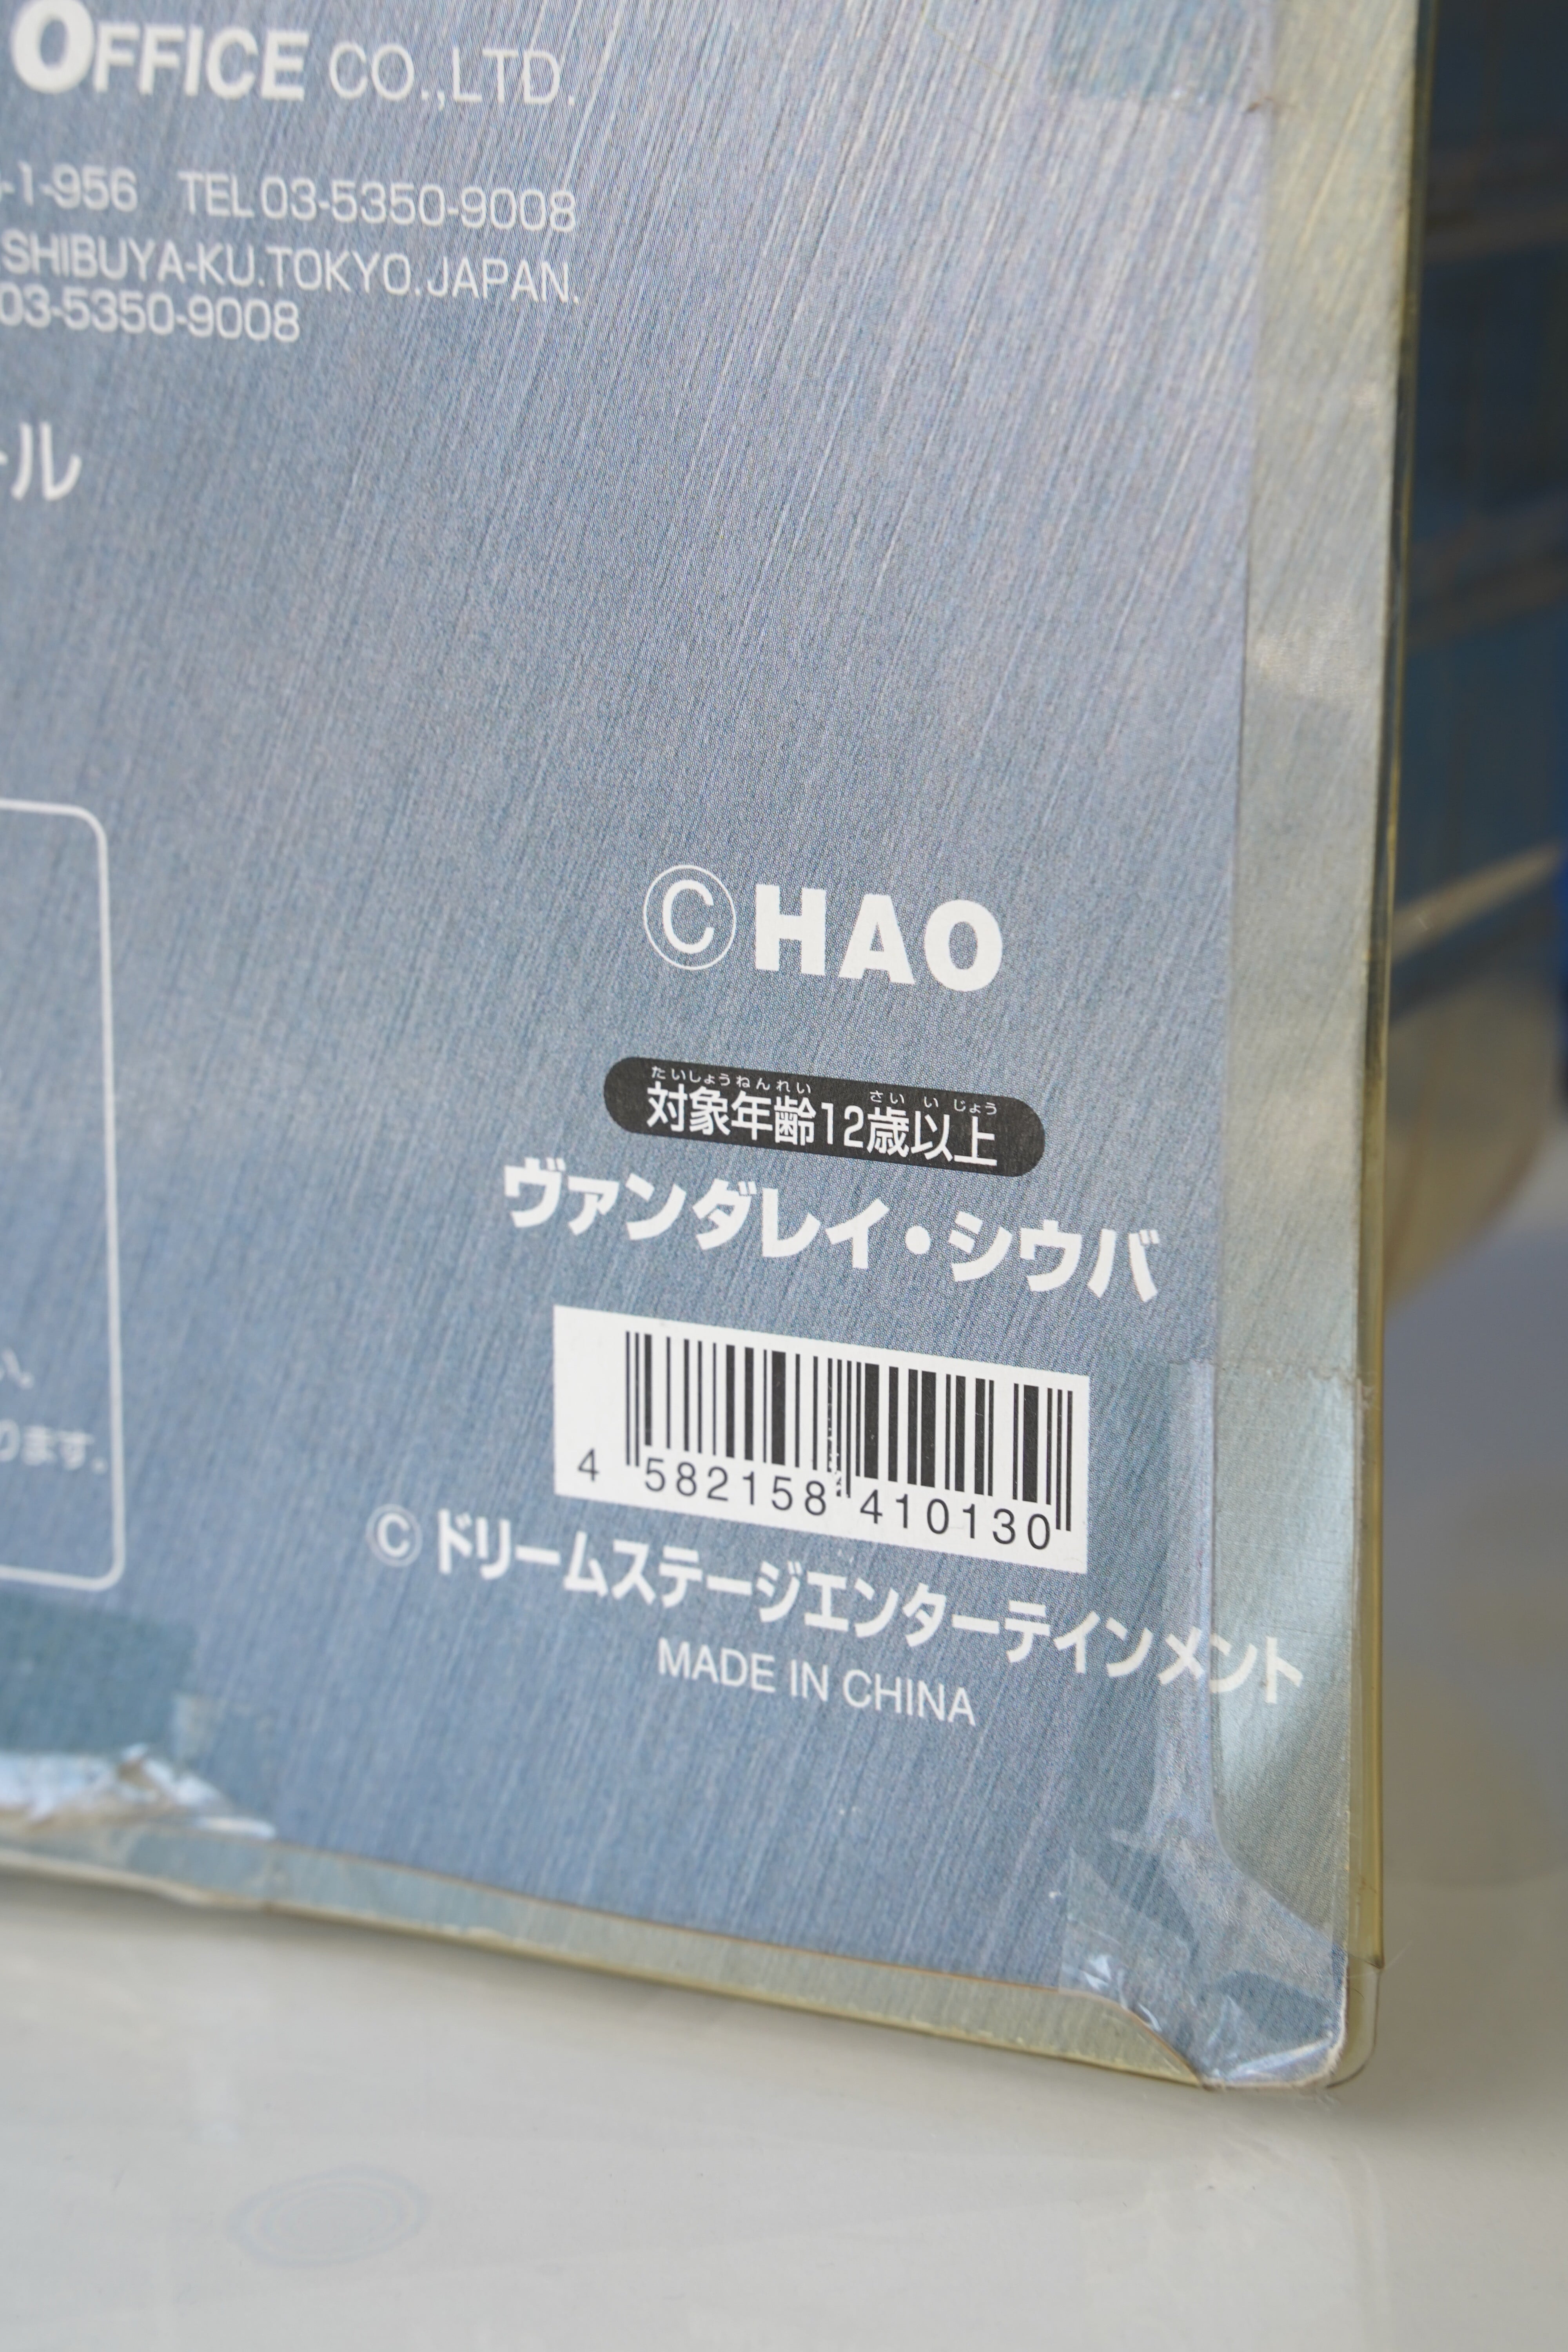 OFFICE CO.,LTD.
-1-956 TEL 03-5350-9008
.SHIBUYA-KU.TOKYO.JAPAN.
03-5350-9008
ール
©HAO
たいしょうねんれい さい い じょう
対象年齢12歳以上
ヴァンダレイ・シウバ
4 582158 410130
い、
ります。
©ドリームステージエンターテインメント
MADE IN CHINA